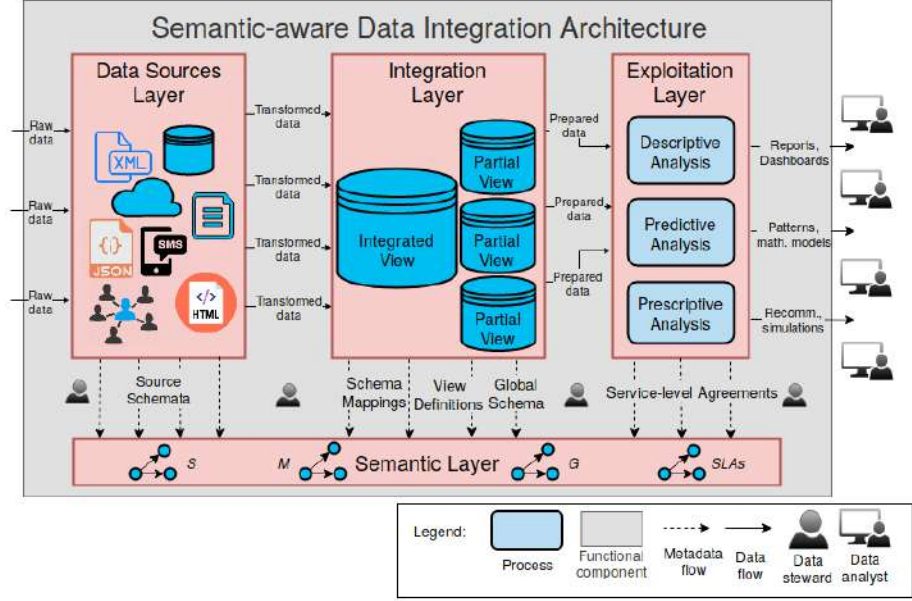 Semantic-aware Data Integration Architecture
Data Sources
Layer
Integration
Layer
Exploitation
Layer
Raw
data
Raw
data
Raw
data
XML
{i}
JSON
SMS
</>
HTML
Transformed
data
Transformed
data
Transformed
data
Transformed
data
Integrated
View
Partial
View
Partial
View
Partial
View
Prepared
data
Prepared
data
Prepared
data
Descriptive
Analysis
Predictive
Analysis
Prescriptive
Analysis
Reports,
Dashboards
Patterns,
math. models
Recomm.,
simulations
Source
Schemata
Schema
Mappings
View
Definitions
Global
Schema
Service-level Agreements
S
M
Semantic Layer
G
SLAs
Legend:
Process
Functional
component
Metadata
flow
Data
flow
Data
steward
Data
analyst